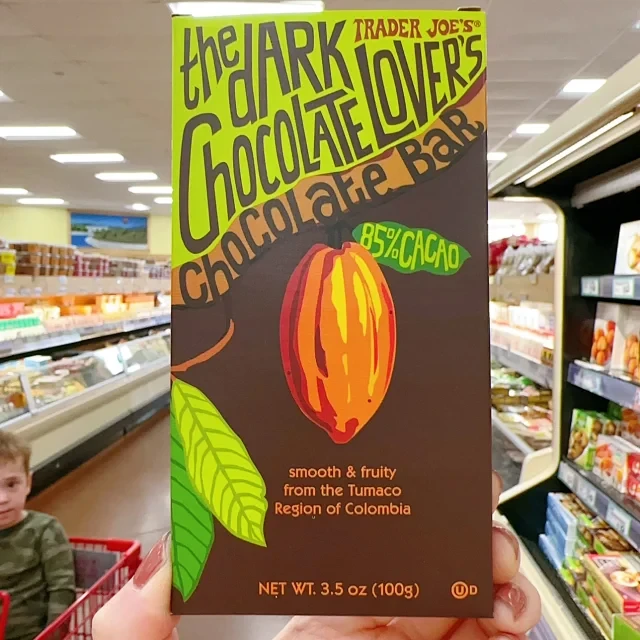 TRADER JOE'S®
the DARK
CHOCOLATE LOVER'S
CHOCOLATE BAR
85% CACAO
smooth & fruity
from the Tumaco
Region of Colombia
NET WT. 3.5 oz (100g)
U D